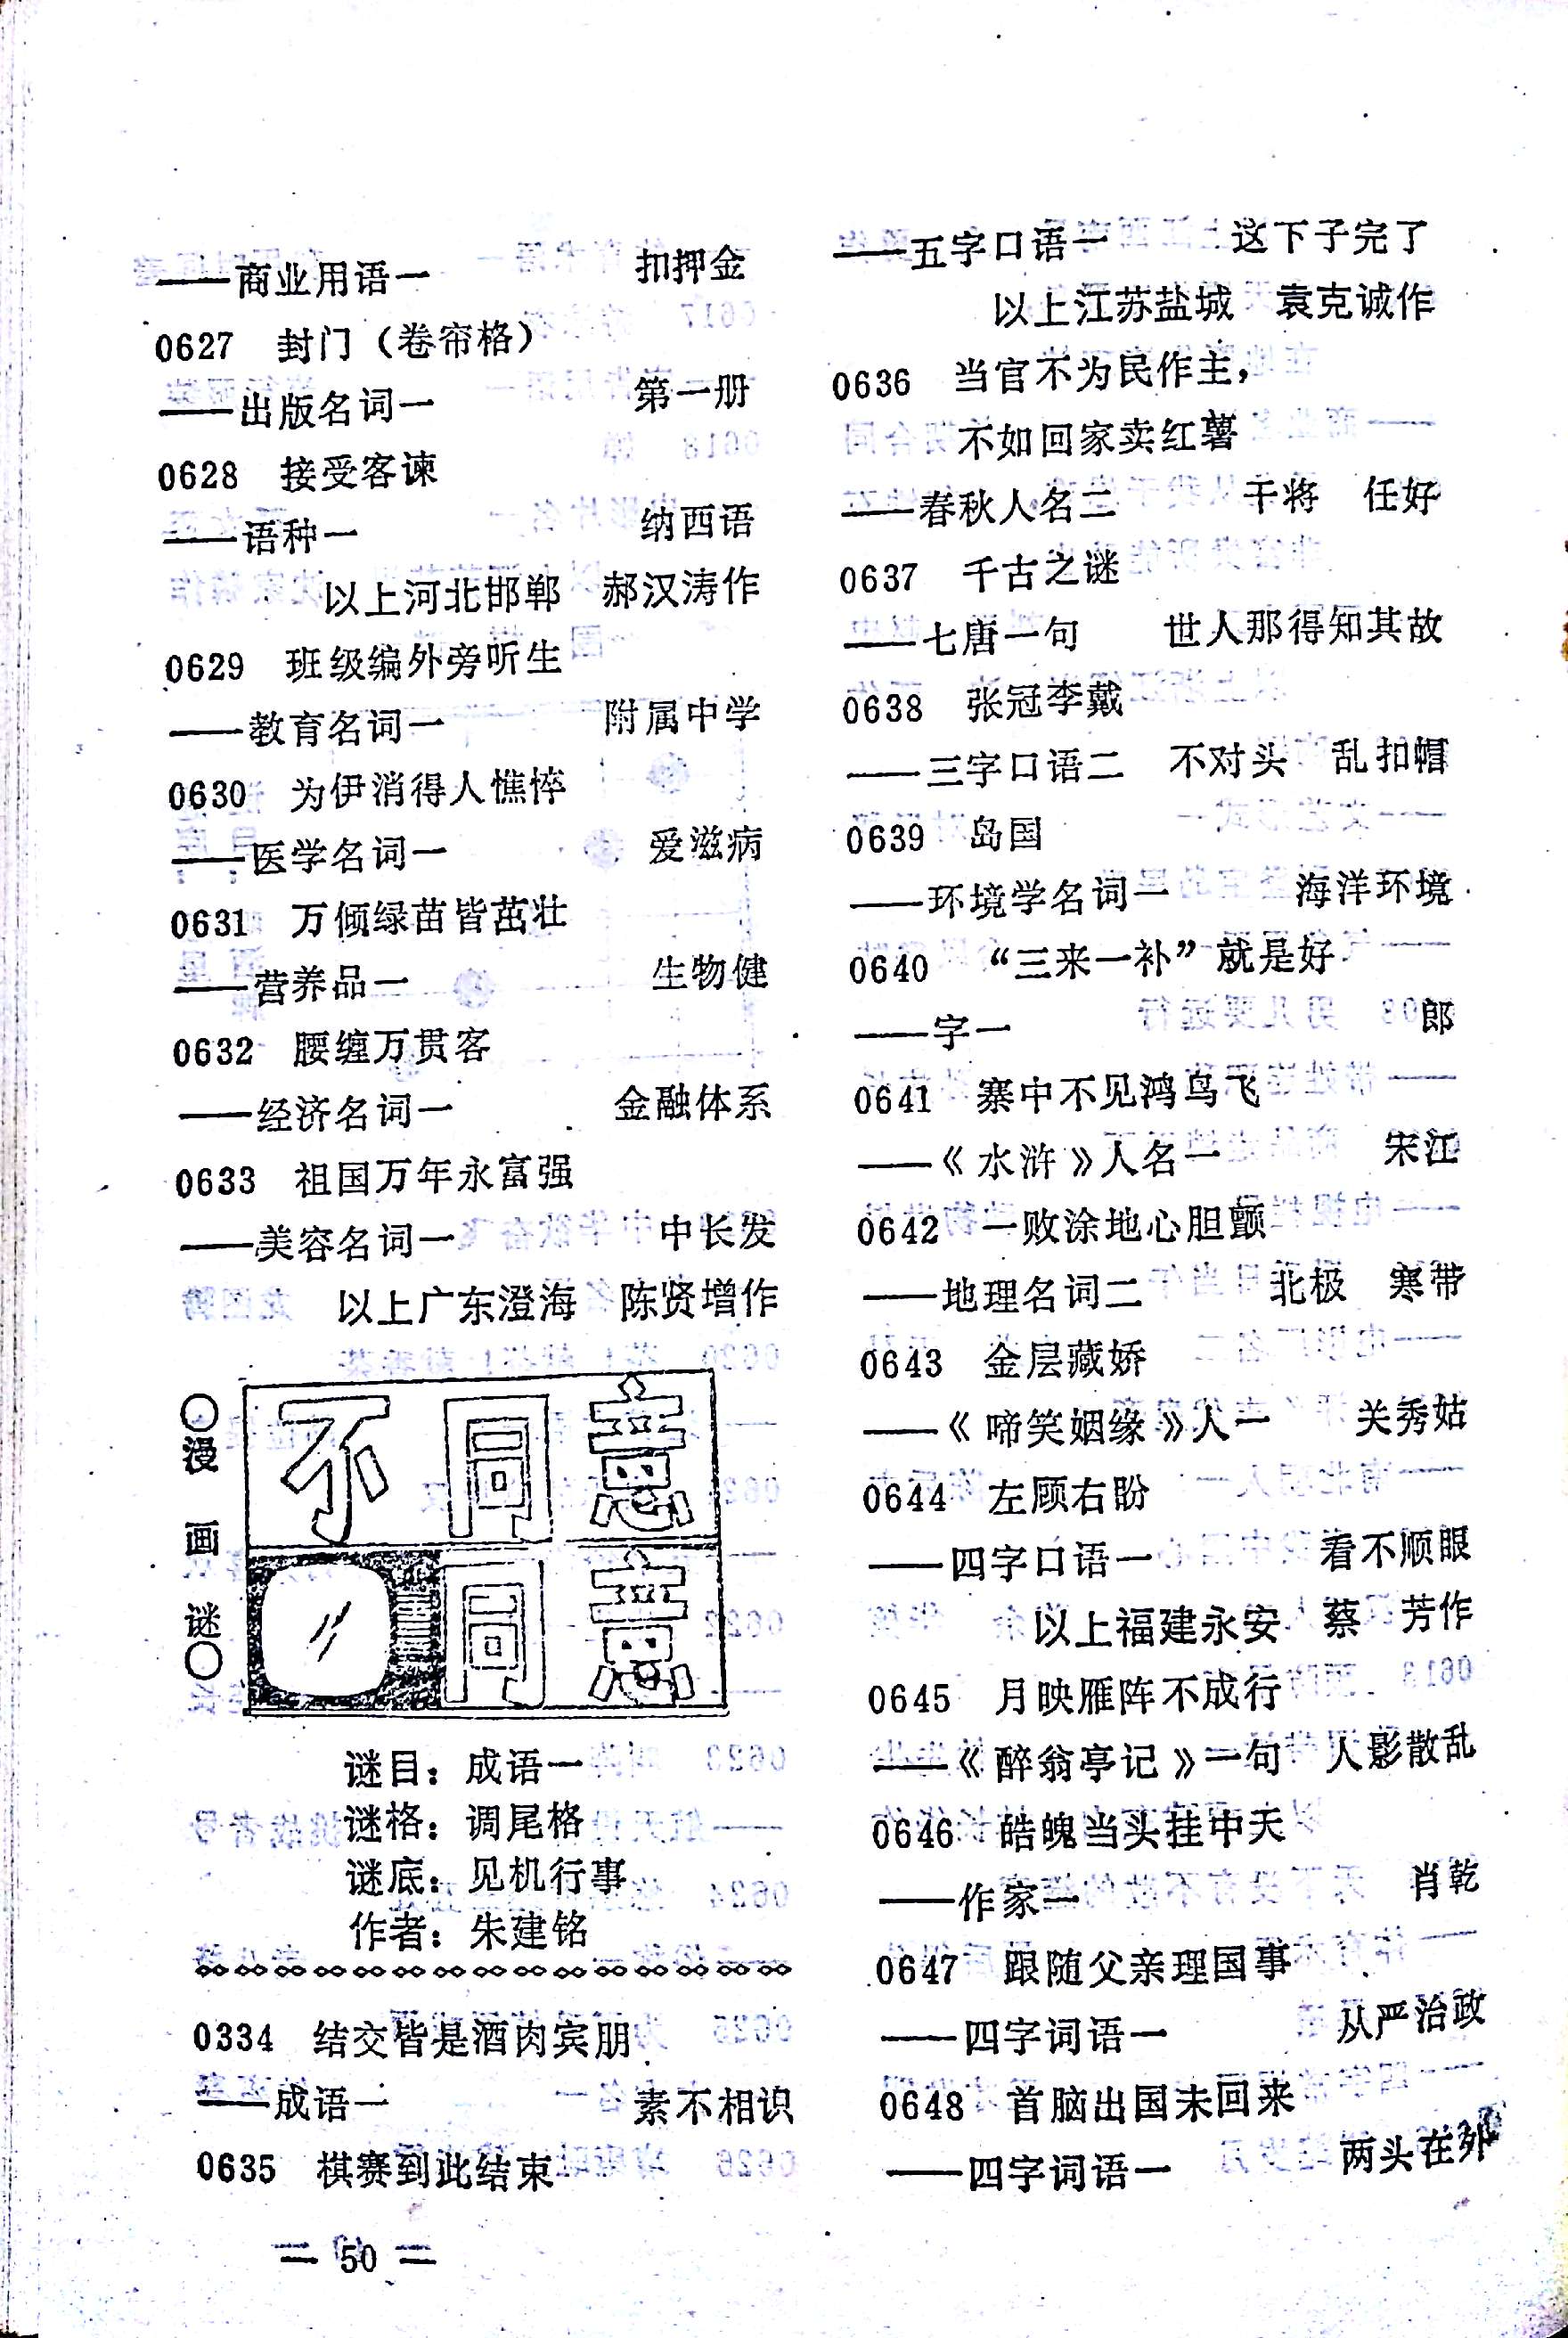 ——商业用语一 扣押金
0627 封门（卷帘格）
——出版名词一 第一册
0628 接受客谏
——语种一 纳西语
以上河北邯郸 郝汉涛作
0629 班级编外旁听生
——教育名词一 附属中学
0630 为伊消得人憔悴
——医学名词一 爱滋病
0631 万倾绿苗皆茁壮
——营养品一 生物健
0632 腰缠万贯客
——经济名词一 金融体系
0633 祖国万年永富强
——美容名词一 中长发
以上广东澄海 陈贤增作
○漫画谜○
不同意
同意
谜目：成语一
谜格：调尾格
谜底：见机行事
作者：朱建铭
0334 结交皆是酒肉宾朋
——成语一 素不相识
0635 棋赛到此结束
——五字口语一 这下子完了
以上江苏盐城 袁克诚作
0636 当官不为民作主，
不如回家卖红薯
——春秋人名二 干将 任好
0637 千古之谜
——七唐一句 世人那得知其故
0638 张冠李戴
——三字口语二 不对头 乱扣帽
0639 岛国
——环境学名词一 海洋环境
0640 “三来一补”就是好
——字一 郎
0641 寨中不见鸿鸟飞
——《水浒》人名一 宋江
0642 一败涂地心胆颤
——地理名词二 北极 寒带
0643 金层藏娇
——《啼笑姻缘》人一 关秀姑
0644 左顾右盼
——四字口语一 看不顺眼
以上福建永安 蔡 芳作
0645 月映雁阵不成行
——《醉翁亭记》一句 人影散乱
0646 皓魄当头挂中天
——作家一 肖乾
0647 跟随父亲理国事
——四字词语一 从严治政
0648 首脑出国未回来
——四字词语一 两头在外
— 50 —